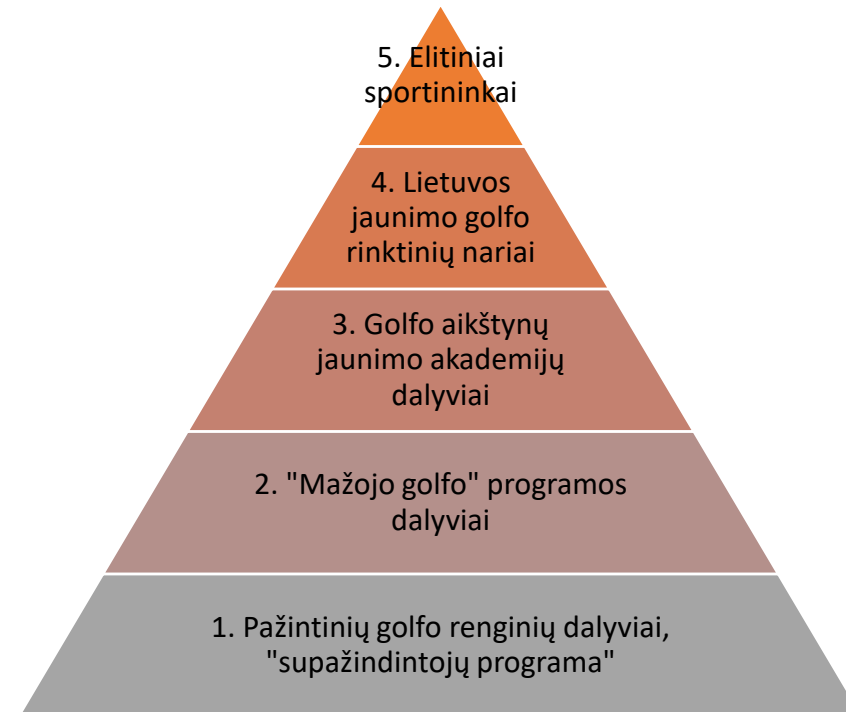 5. Elitiniai
sportininkai
4. Lietuvos
jaunimo golfo
rinktinių nariai
3. Golfo aikštynų
jaunimo akademijų
dalyviai
2. "Mažojo golfo" programos
dalyviai
1. Pažintinių golfo renginių dalyviai,
"supažindintojų programa"